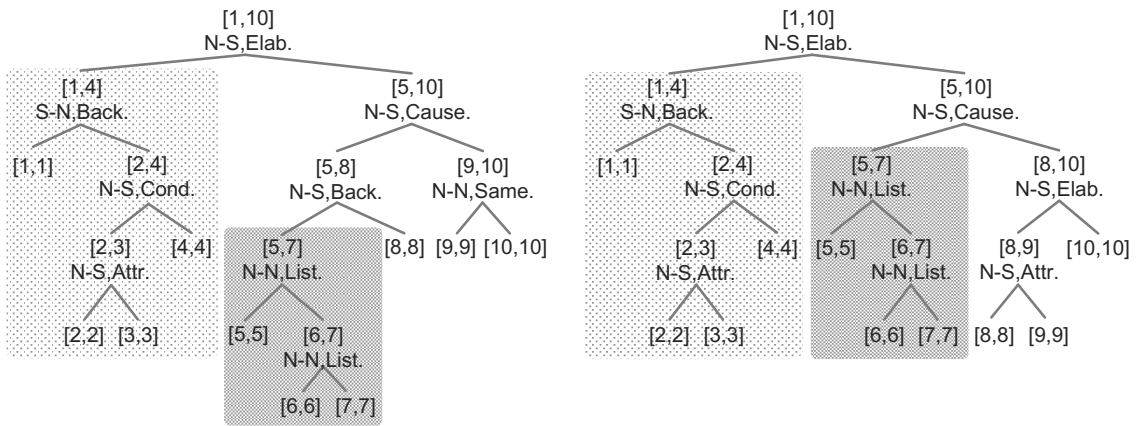 [1,10]
N-S,Elab.
[1,4] [5,10]
S-N,Back. N-S,Cause.
[1,1] [2,4] [5,8] [9,10]
N-S,Cond. N-S,Back. N-N,Same.
[2,3] [4,4] [5,7] [8,8] [9,9] [10,10]
N-S,Attr. N-N,List.
[2,2] [3,3] [5,5] [6,7]
N-N,List.
[6,6] [7,7]
[1,10]
N-S,Elab.
[1,4] [5,10]
S-N,Back. N-S,Cause.
[1,1] [2,4] [5,7] [8,10]
N-S,Cond. N-N,List. N-S,Elab.
[2,3] [4,4] [5,5] [6,7] [8,9] [10,10]
N-S,Attr. N-N,List. N-S,Attr.
[2,2] [3,3] [6,6] [7,7] [8,8] [9,9]